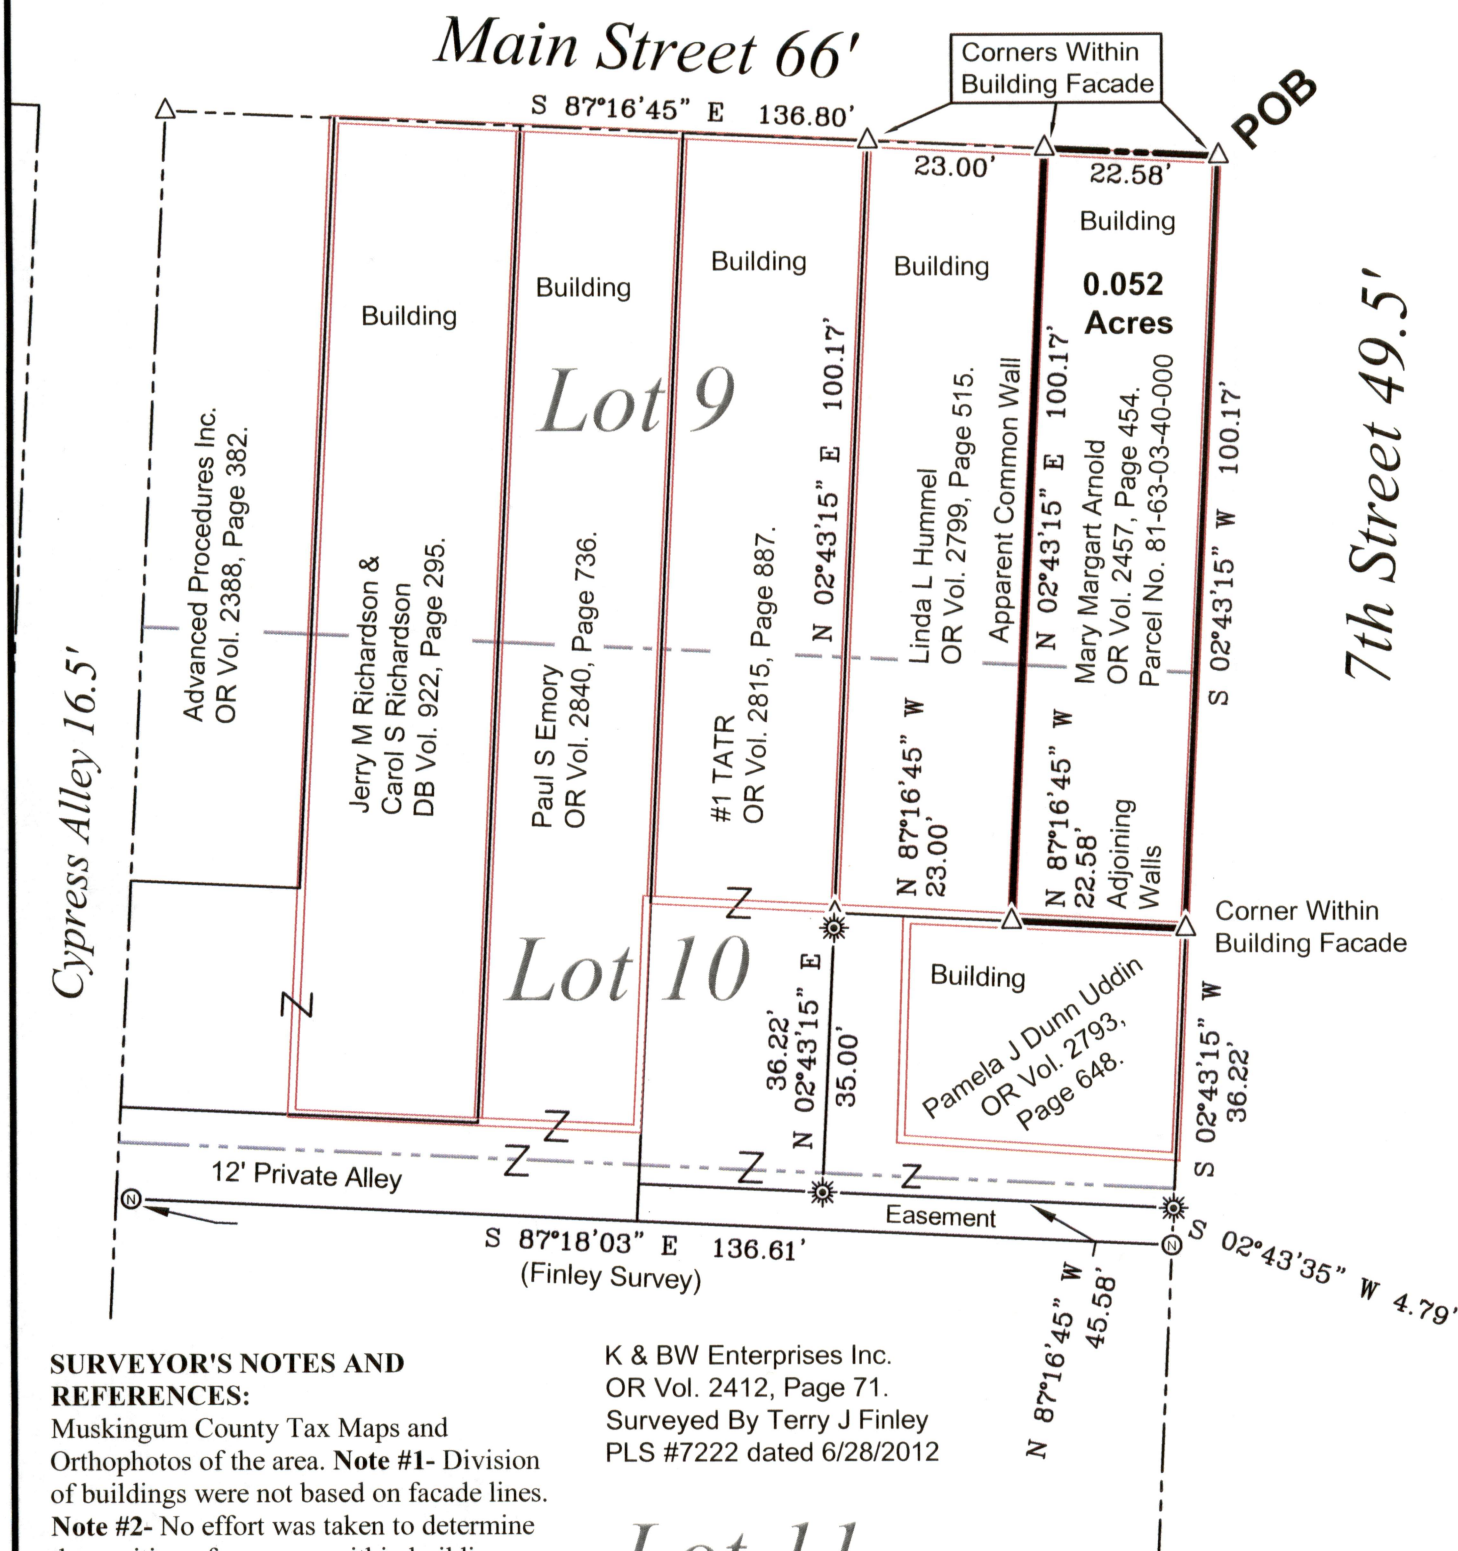 Main Street 66'
Corners Within
Building Facade
POB
S 87°16'45" E 136.80'
23.00'
22.58'
Building
Building
Building
Building
Building
0.052
Acres
Lot 9
7th Street 49.5'
Cypress Alley 16.5'
Advanced Procedures Inc.
OR Vol. 2388, Page 382.
Jerry M Richardson &
Carol S Richardson
DB Vol. 922, Page 295.
Paul S Emory
OR Vol. 2840, Page 736.
#1 TATR
OR Vol. 2815, Page 887.
N 02°43'15" E 100.17'
Linda L Hummel
OR Vol. 2799, Page 515.
Apparent Common Wall
N 02°43'15" E 100.17'
Mary Margart Arnold
OR Vol. 2457, Page 454.
Parcel No. 81-63-03-40-000
S 02°43'15" W 100.17'
N 87°16'45" W
23.00'
N 87°16'45" W
22.58'
Adjoining
Walls
Corner Within
Building Facade
Z
Z
Lot 10
36.22'
N 02°43'15" E
35.00'
Building
Pamela J Dunn Uddin
OR Vol. 2793,
Page 648.
S 02°43'15" W
36.22'
Z
Z
Z
Z
12' Private Alley
N
Easement
N
S 87°18'03" E 136.61'
(Finley Survey)
S 02°43'35" W 4.79'
N 87°16'45" W
45.58'
SURVEYOR'S NOTES AND
REFERENCES:
Muskingum County Tax Maps and
Orthophotos of the area. Note #1- Division
of buildings were not based on facade lines.
Note #2- No effort was taken to determine
K & BW Enterprises Inc.
OR Vol. 2412, Page 71.
Surveyed By Terry J Finley
PLS #7222 dated 6/28/2012
Lot 11